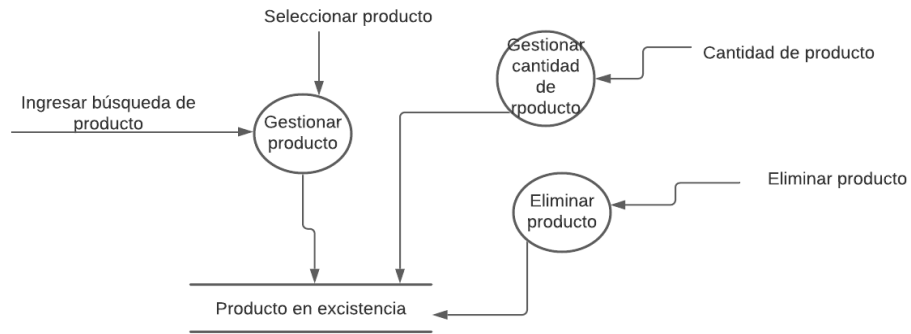 Seleccionar producto
Gestionar
cantidad
de
rpoducto
Cantidad de producto
Ingresar búsqueda de
producto
Gestionar
producto
Eliminar
producto
Eliminar producto
Producto en excistencia